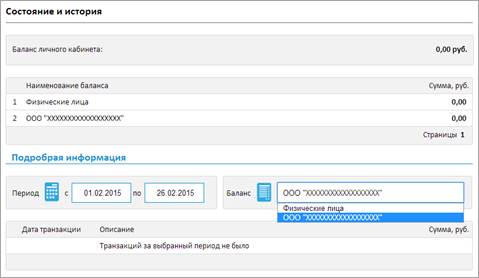 Состояние и история
Баланс личного кабинета: 0,00 руб.
Наименование баланса Сумма, руб.
1 Физические лица 0,00
2 ООО "XXXXXXXXXXXXXXXXXX" 0,00
Страницы 1
Подробрая информация
Период с 01.02.2015 по 26.02.2015 Баланс ООО "XXXXXXXXXXXXXXXXXX"
Физические лица
ООО "XXXXXXXXXXXXXXXXXX"
Дата транзакции Описание Сумма, руб.
Транзакций за выбранный период не было